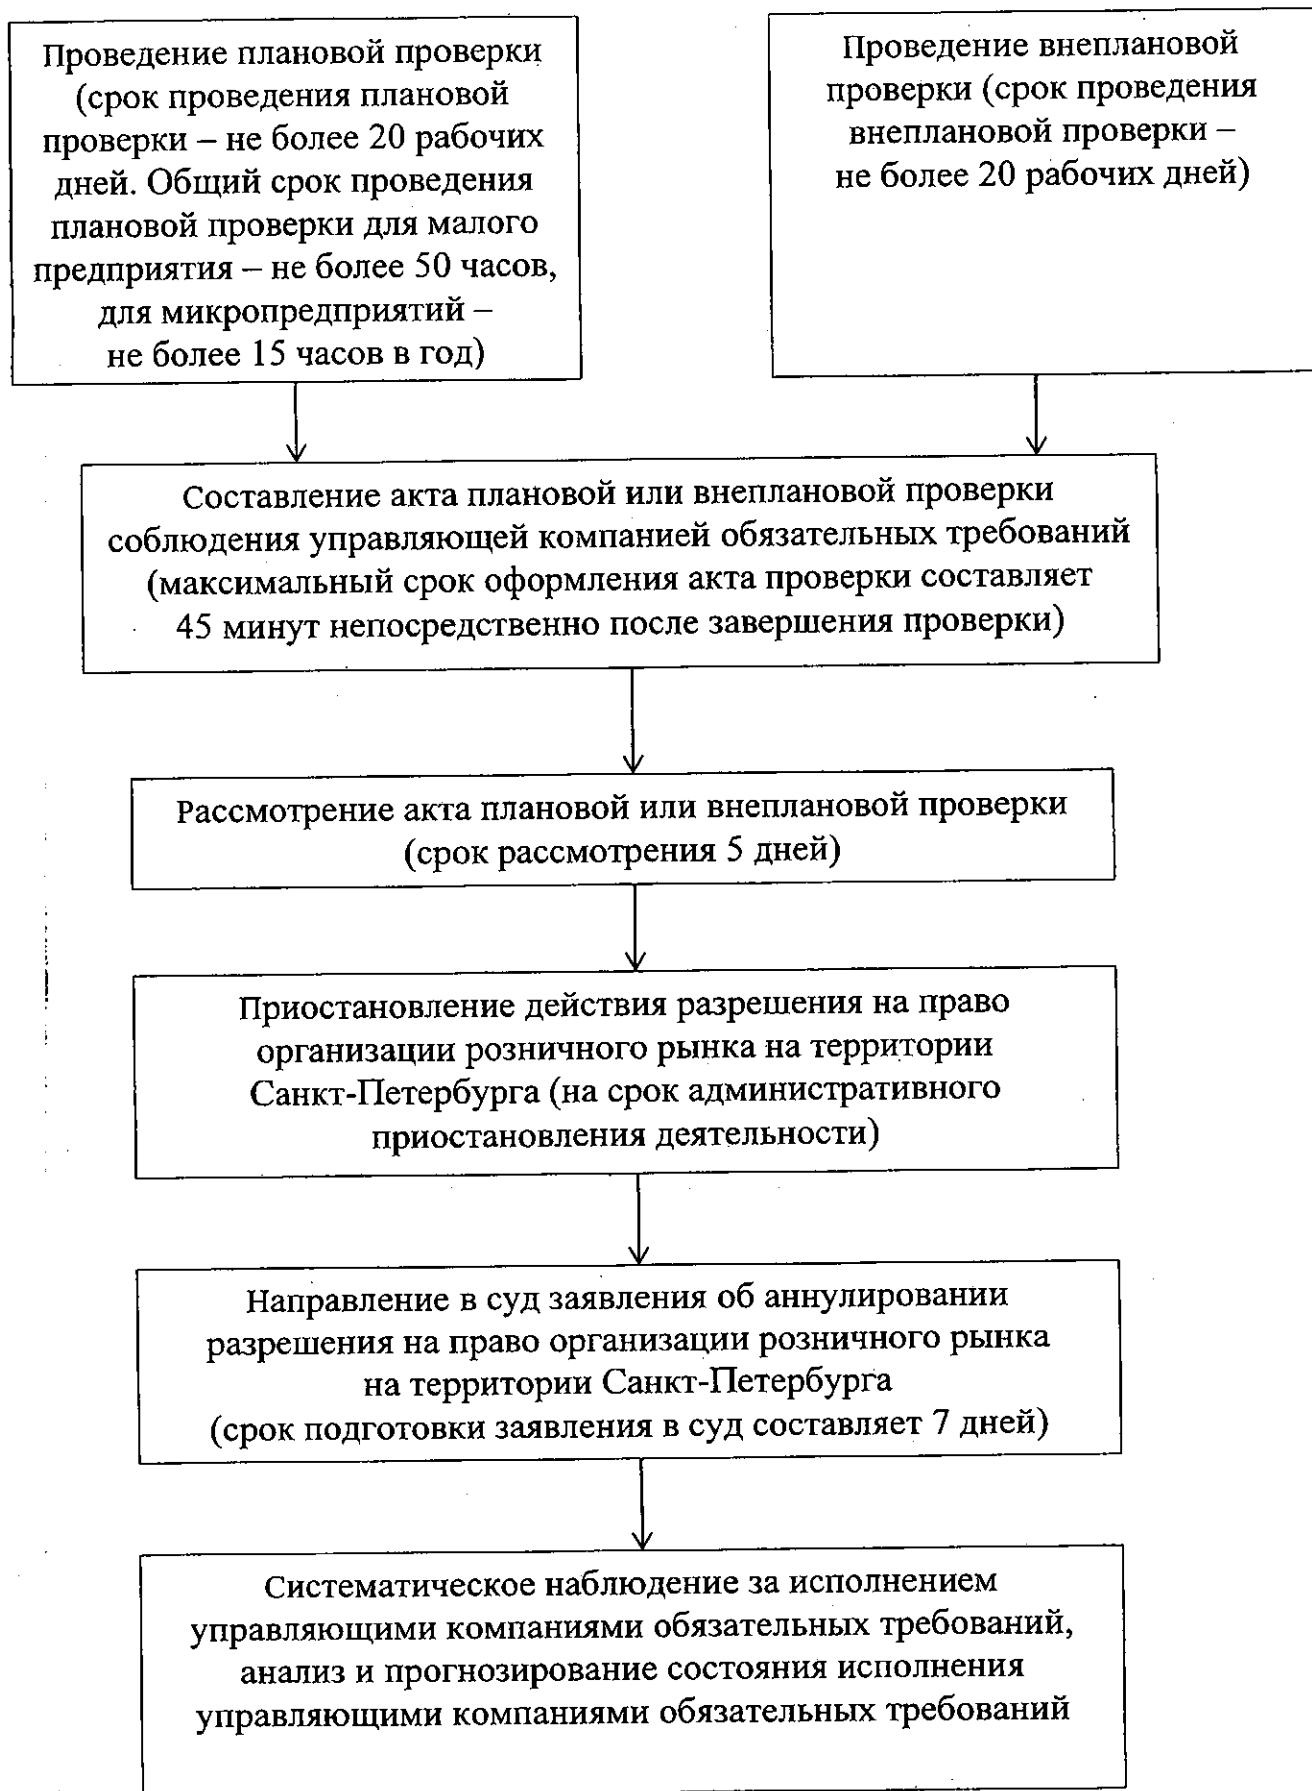 Проведение плановой проверки
(срок проведения плановой
проверки – не более 20 рабочих
дней. Общий срок проведения
плановой проверки для малого
предприятия – не более 50 часов,
для микропредприятий –
не более 15 часов в год)
Проведение внеплановой
проверки (срок проведения
внеплановой проверки –
не более 20 рабочих дней)
Составление акта плановой или внеплановой проверки
соблюдения управляющей компанией обязательных требований
(максимальный срок оформления акта проверки составляет
45 минут непосредственно после завершения проверки)
Рассмотрение акта плановой или внеплановой проверки
(срок рассмотрения 5 дней)
Приостановление действия разрешения на право
организации розничного рынка на территории
Санкт-Петербурга (на срок административного
приостановления деятельности)
Направление в суд заявления об аннулировании
разрешения на право организации розничного рынка
на территории Санкт-Петербурга
(срок подготовки заявления в суд составляет 7 дней)
Систематическое наблюдение за исполнением
управляющими компаниями обязательных требований,
анализ и прогнозирование состояния исполнения
управляющими компаниями обязательных требований